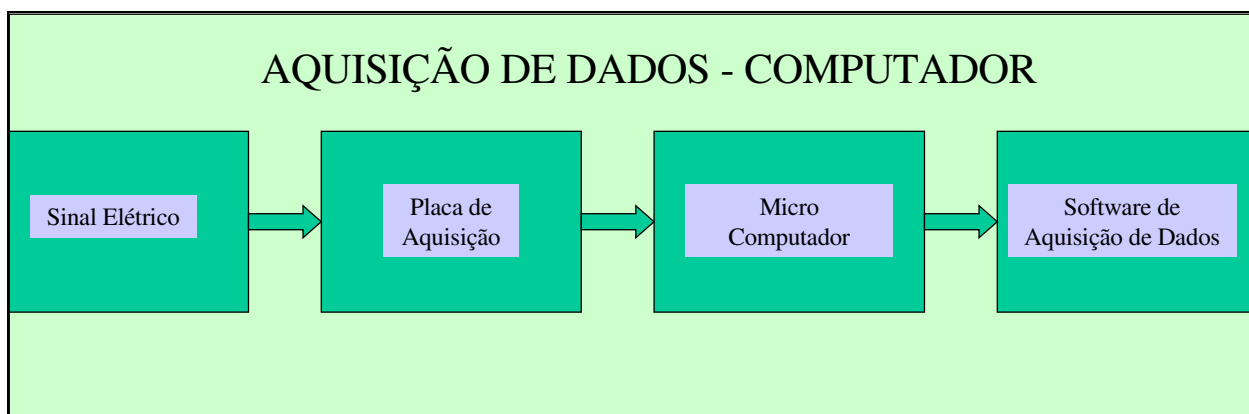 AQUISIÇÃO DE DADOS - COMPUTADOR
Sinal Elétrico
Placa de
Aquisição
Micro
Computador
Software de
Aquisição de Dados